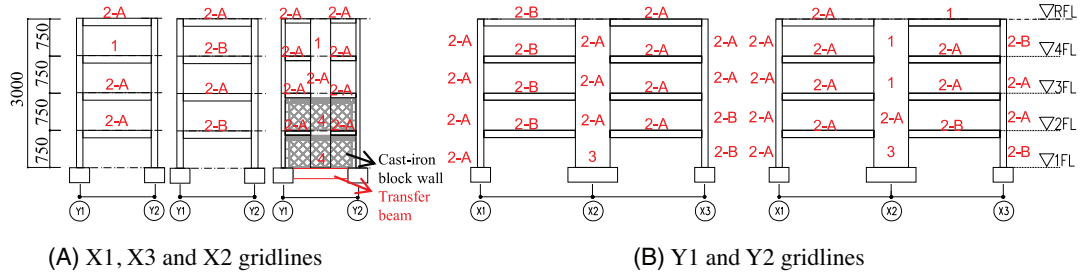 2-A 2-A 2-A 2-B 2-A 2-A 1 RFL
750 1 2-B 1 2-A 2-A 2-A 2-A 1 2-B
2-A 2-A 2-B 2-A 2-A 2-A 4FL
3000 750 2-A 2-A 2-A 2-A 2-A 2-A 2-A 1 2-A
2-A 2-A 2-B 2-A 2-A 2-A 3FL
750 2-A 2-B 4 2-A 2-A 2-B 2-A 2-A 2-A
2-A 2-A 2-B 2-A 2-A 2-B 2FL
750 4 2-A 3 2-B 2-A 3 2-B 1FL
Cast-iron
block wall
Transfer
beam
Y1 Y2 Y1 Y2 Y1 Y2 X1 X2 X3 X1 X2 X3
(A) X1, X3 and X2 gridlines
(B) Y1 and Y2 gridlines